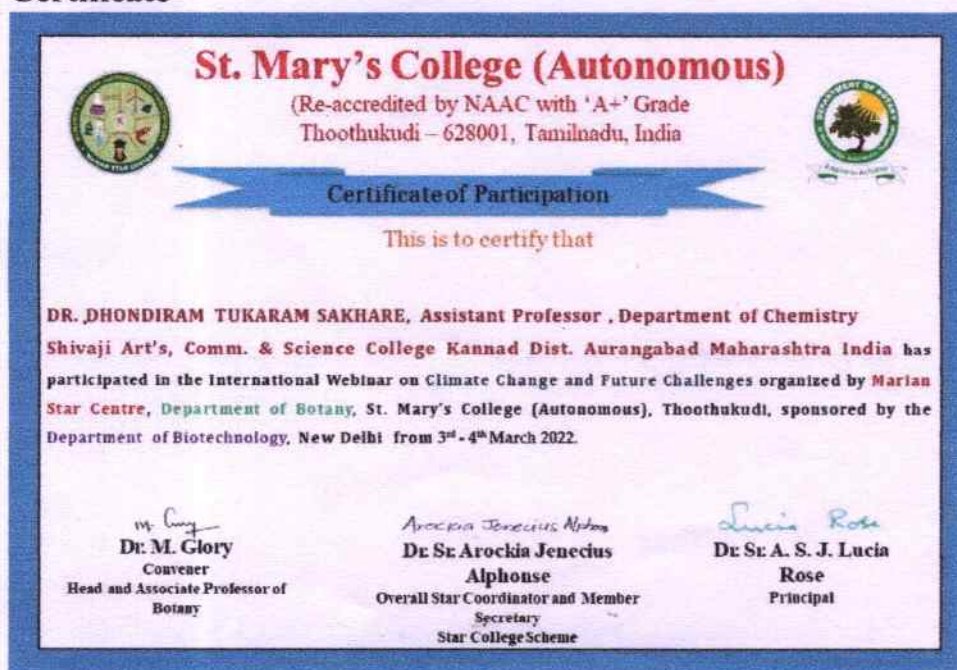 St. Mary's College (Autonomous)
(Re-accredited by NAAC with 'A+' Grade
Thoothukudi – 628001, Tamilnadu, India
Certificate of Participation
This is to certify that
DR. DHONDIRAM TUKARAM SAKHARE, Assistant Professor , Department of Chemistry
Shivaji Art's, Comm. & Science College Kannad Dist. Aurangabad Maharashtra India has
participated in the International Webinar on Climate Change and Future Challenges organized by Marian
Star Centre, Department of Botany, St. Mary's College (Autonomous), Thoothukudi, sponsored by the
Department of Biotechnology, New Delhi from 3rd - 4th March 2022.
Arockia Jenecius Alphonse
Lucia Rose
Dr. M. Glory
Convener
Head and Associate Professor of
Botany
Dr. Sr. Arockia Jenecius
Alphonse
Overall Star Coordinator and Member
Secretary
Star College Scheme
Dr. Sr. A. S. J. Lucia
Rose
Principal